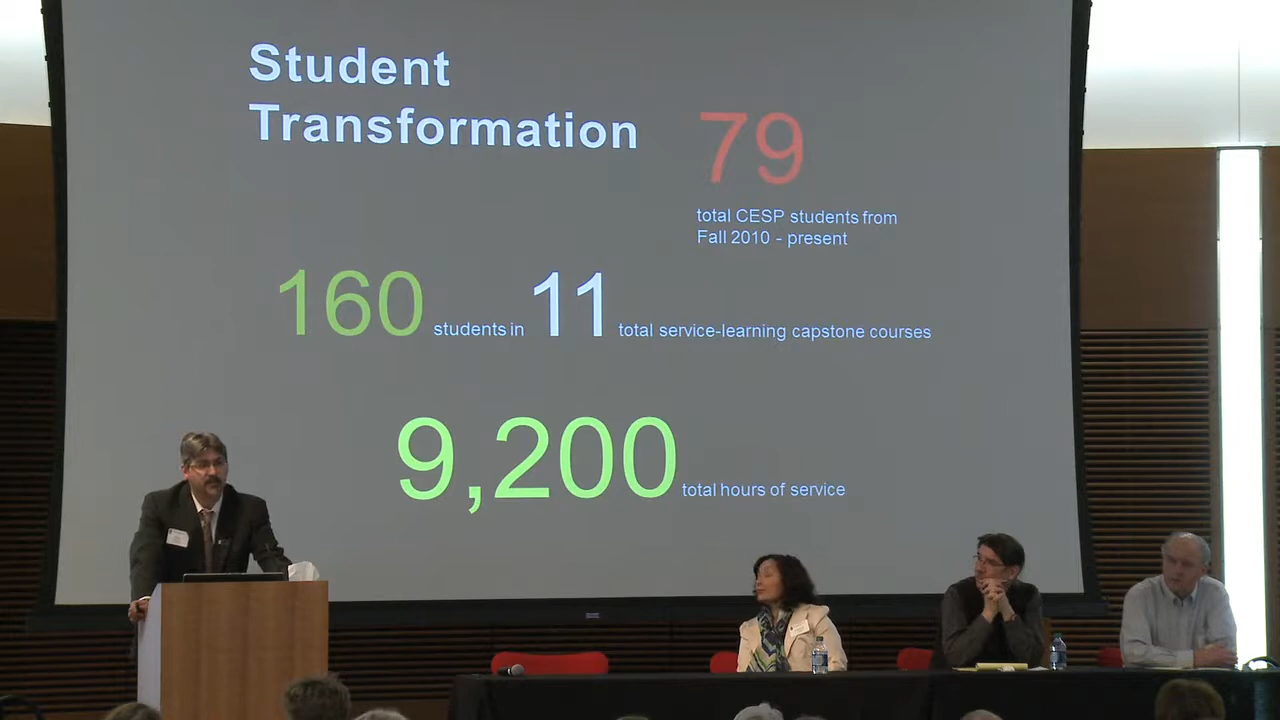 Student
Transformation
79
total CESP students from
Fall 2010 - present
160 students in 11 total service-learning capstone courses
9,200 total hours of service